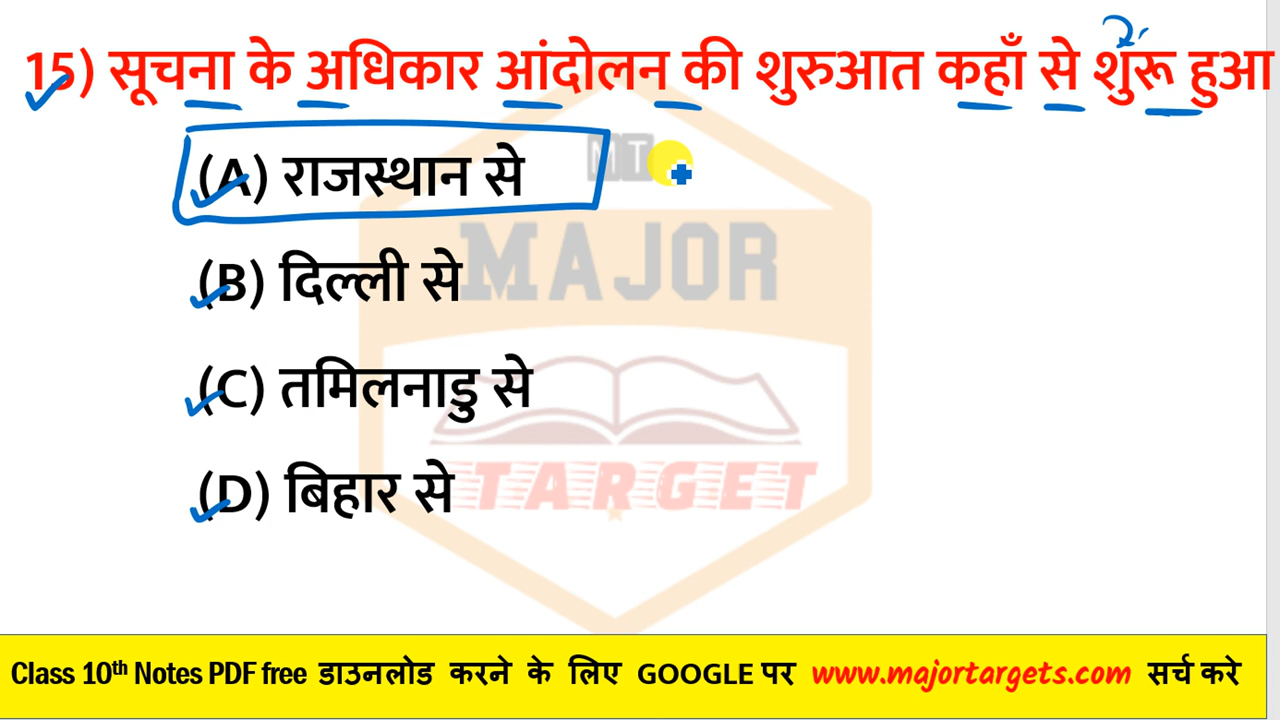 15) सूचना के अधिकार आंदोलन की शुरुआत कहाँ से शुरू हुआ
(A) राजस्थान से
MT
(B) दिल्ली से
MAJOR
(C) तमिलनाडु से
TARGET
(D) बिहार से
Class 10th Notes PDF free डाउनलोड करने के लिए GOOGLE पर www.majortargets.com सर्च करे